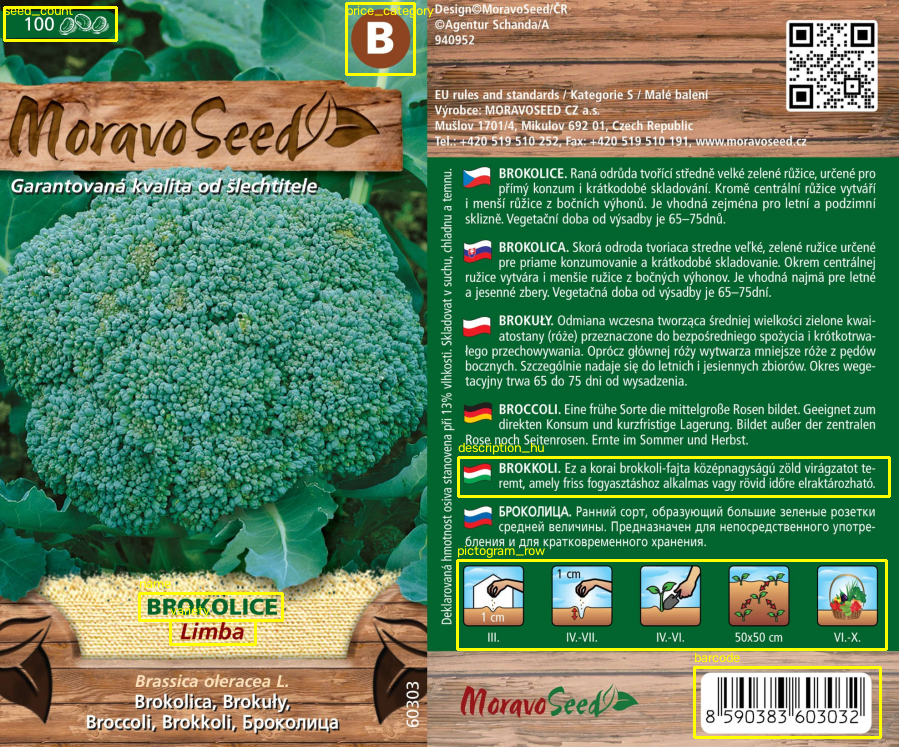 seed_count
100
price_category
B
MoravoSeed
Garantovaná kvalita od šlechtitele
name
BROKOLICE
variety
Limba
Brassica oleracea L.
Brokolica, Brokuły,
Broccoli, Brokkoli, Броколица
60303
Design©MoravoSeed/ČR
©Agentur Schanda/A
940952
EU rules and standards / Kategorie S / Malé balení
Výrobce: MORAVOSEED CZ a.s.
Mušlov 1701/4, Mikulov 692 01, Czech Republic
Tel.: +420 519 510 252, Fax: +420 519 510 191, www.moravoseed.cz
Deklarovaná hmotnost osiva stanovena při 13% vlhkosti. Skladovat v suchu, chladnu a temnu.
BROKOLICE. Raná odrůda tvořící středně velké zelené růžice, určené pro
přímý konzum i krátkodobé skladování. Kromě centrální růžice vytváří
i menší růžice z bočních výhonů. Je vhodná zejména pro letní a podzimní
sklizně. Vegetační doba od výsadby je 65–75dnů.
BROKOLICA. Skorá odroda tvoriaca stredne veľké, zelené ružice určené
pre priame konzumovanie a krátkodobé skladovanie. Okrem centrálnej
ružice vytvára i menšie ružice z bočných výhonov. Je vhodná najmä pre letné
a jesenné zbery. Vegetačná doba od výsadby je 65–75dní.
BROKUŁY. Odmiana wczesna tworząca średniej wielkości zielone kwai-
atostany (róże) przeznaczone do bezpośredniego spożycia i krótkotrwa-
łego przechowywania. Oprócz głównej róży wytwarza mniejsze róże z pędów
bocznych. Szczególnie nadaje się do letnich i jesiennych zbiorów. Okres wege-
tacyjny trwa 65 do 75 dni od wysadzenia.
BROCCOLI. Eine frühe Sorte die mittelgroße Rosen bildet. Geeignet zum
direkten Konsum und kurzfristige Lagerung. Bildet außer der zentralen
Rose noch Seitenrosen. Ernte im Sommer und Herbst.
description_hu
BROKKOLI. Ez a korai brokkoli-fajta középnagyságú zöld virágzatot te-
remt, amely friss fogyasztáshoz alkalmas vagy rövid időre elraktározható.
БРОКОЛИЦА. Ранний сорт, образующий большие зеленые розетки
средней величины. Предназначен для непосредственного употре-
бления и для кратковременного хранения.
pictogram_row
1 cm
1 cm
III.
IV.-VII.
IV.-VI.
50x50 cm
VI.-X.
MoravoSeed
barcode
8 590383 603032